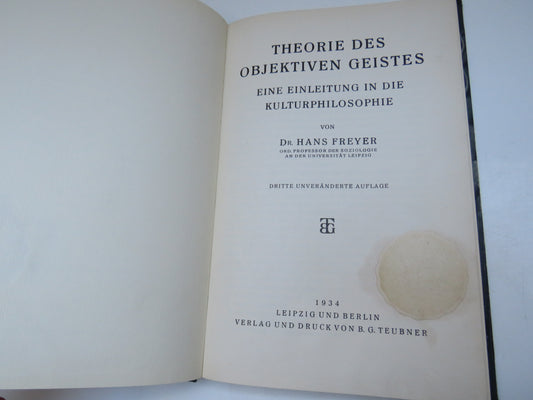 THEORIE DES
OBJEKTIVEN GEISTES
EINE EINLEITUNG IN DIE
KULTURPHILOSOPHIE
VON
DR. HANS FREYER
ORD. PROFESSOR DER SOZIOLOGIE
AN DER UNIVERSITÄT LEIPZIG
DRITTE UNVERÄNDERTE AUFLAGE
1934
LEIPZIG UND BERLIN
VERLAG UND DRUCK VON B. G. TEUBNER